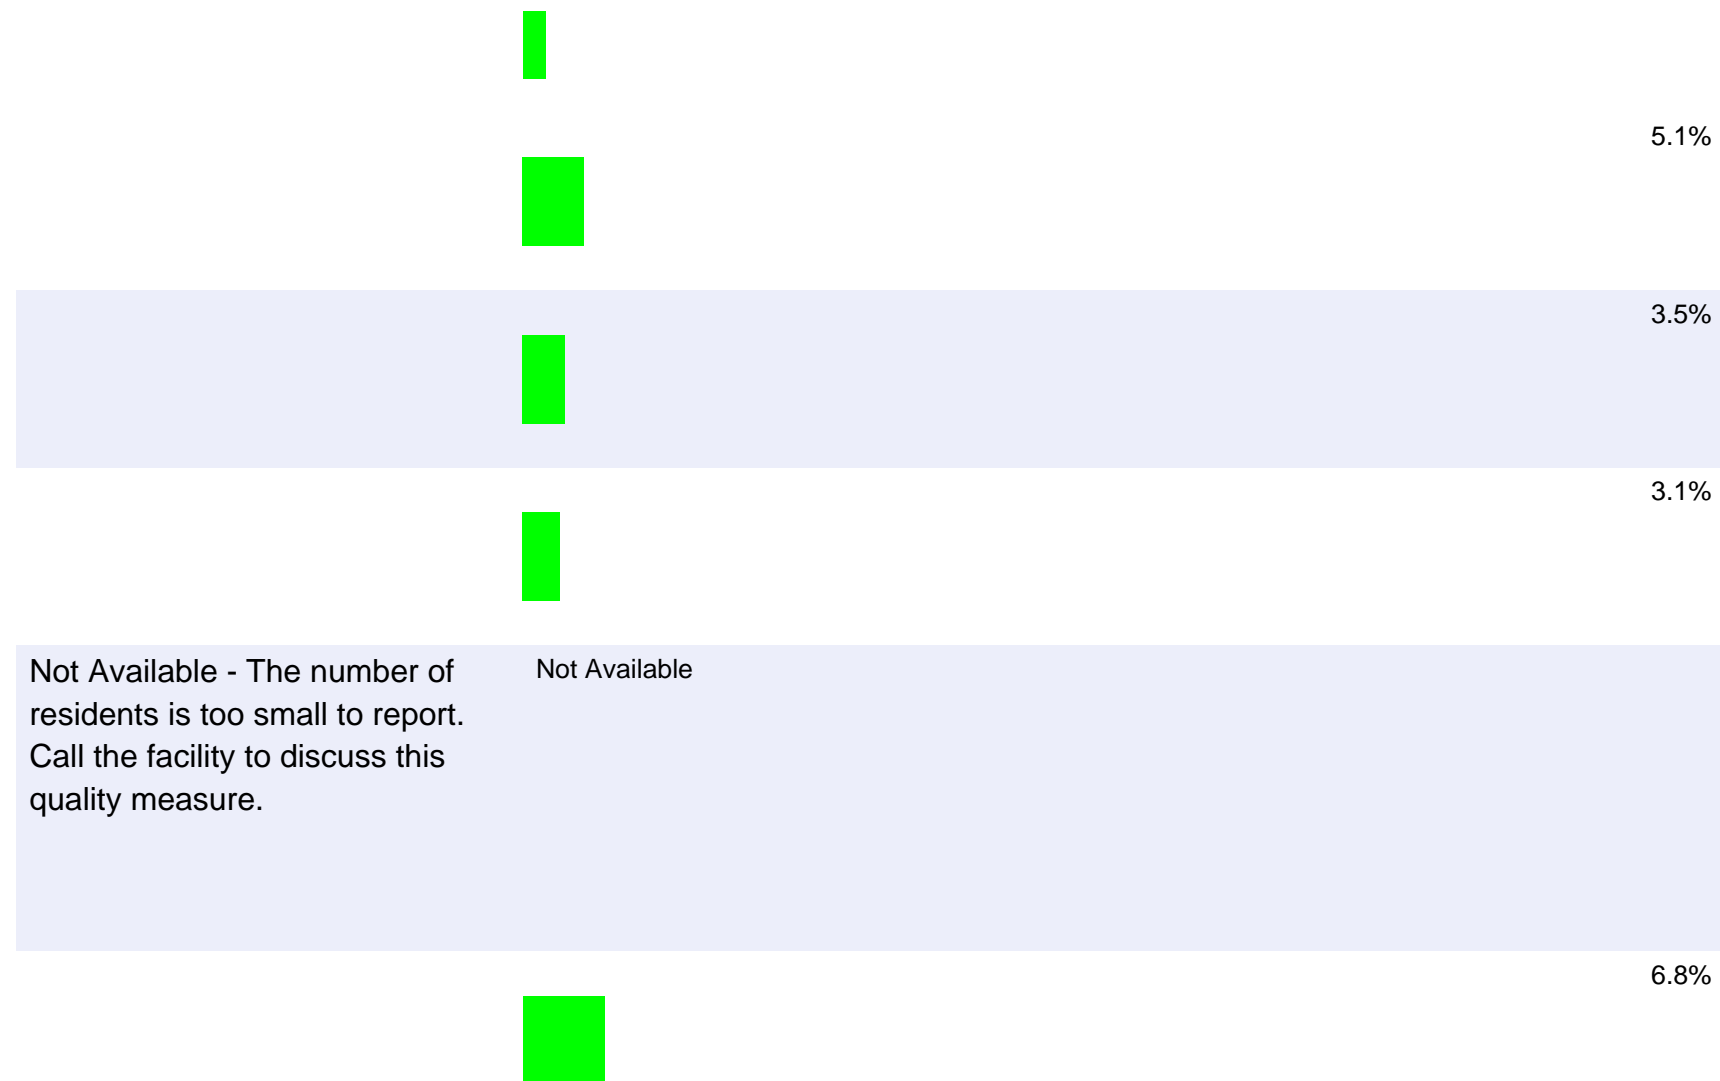 5.1%
3.5%
3.1%
Not Available - The number of
residents is too small to report.
Call the facility to discuss this
quality measure.
Not Available
6.8%